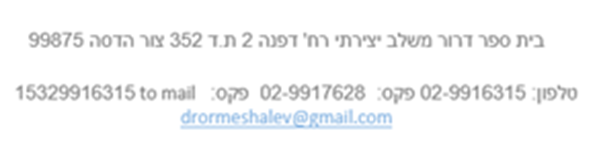 בית ספר דרור משלב יצירתי רח' דפנה 2 ת.ד 352 צור הדסה 99875
טלפון: 02-9916315 פקס: 02-9917628 פקס: 15329916315 to mail
drormeshalev@gmail.com